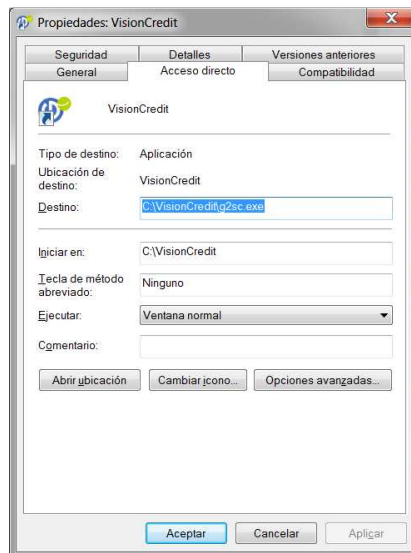 Propiedades: VisionCredit
Seguridad Detalles Versiones anteriores
General Acceso directo Compatibilidad
VisionCredit
Tipo de destino: Aplicación
Ubicación de
destino: VisionCredit
Destino: C:\VisionCredit\g2sc.exe
Iniciar en: C:\VisionCredit
Tecla de método
abreviado: Ninguno
Ejecutar: Ventana normal
Comentario:
Abrir ubicación Cambiar icono... Opciones avanzadas...
Aceptar Cancelar Aplicar